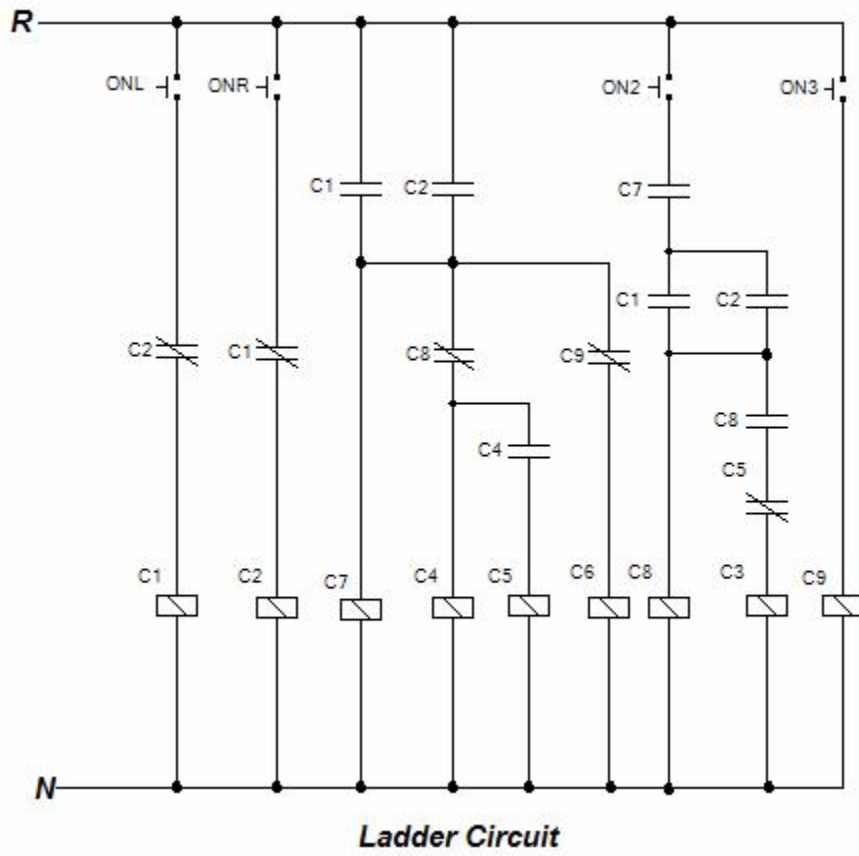 R
ONL
ONR
ON2
ON3
C1
C2
C7
C1
C2
C2
C1
C8
C9
C8
C4
C5
C1
C2
C7
C4
C5
C6
C8
C3
C9
N
Ladder Circuit